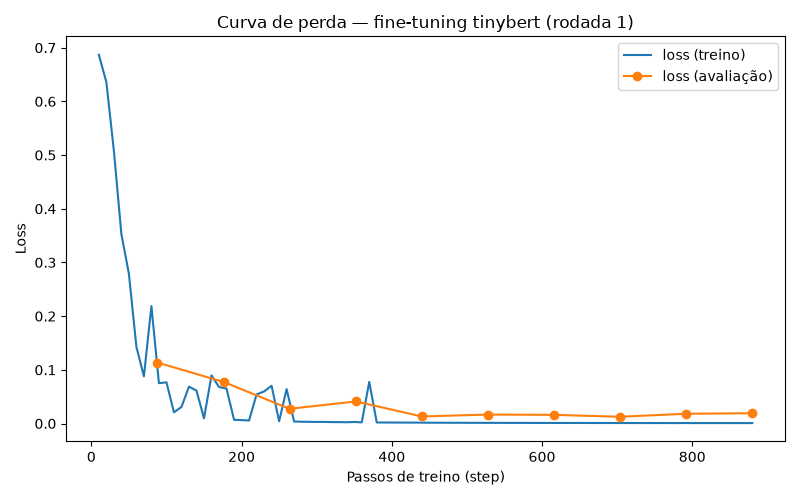 Curva de perda — fine-tuning tinybert (rodada 1)
loss (treino)
loss (avaliação)
Loss
0.7
0.6
0.5
0.4
0.3
0.2
0.1
0.0
0 200 400 600 800
Passos de treino (step)